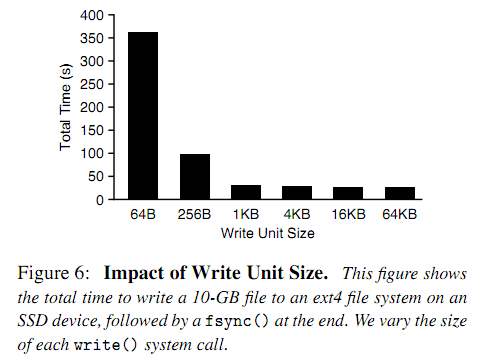 400
350
300
250
200
150
100
50
0
Total Time (s)
64B 256B 1KB 4KB 16KB 64KB
Write Unit Size
Figure 6: Impact of Write Unit Size. This figure shows
the total time to write a 10-GB file to an ext4 file system on an
SSD device, followed by a fsync() at the end. We vary the size
of each write() system call.